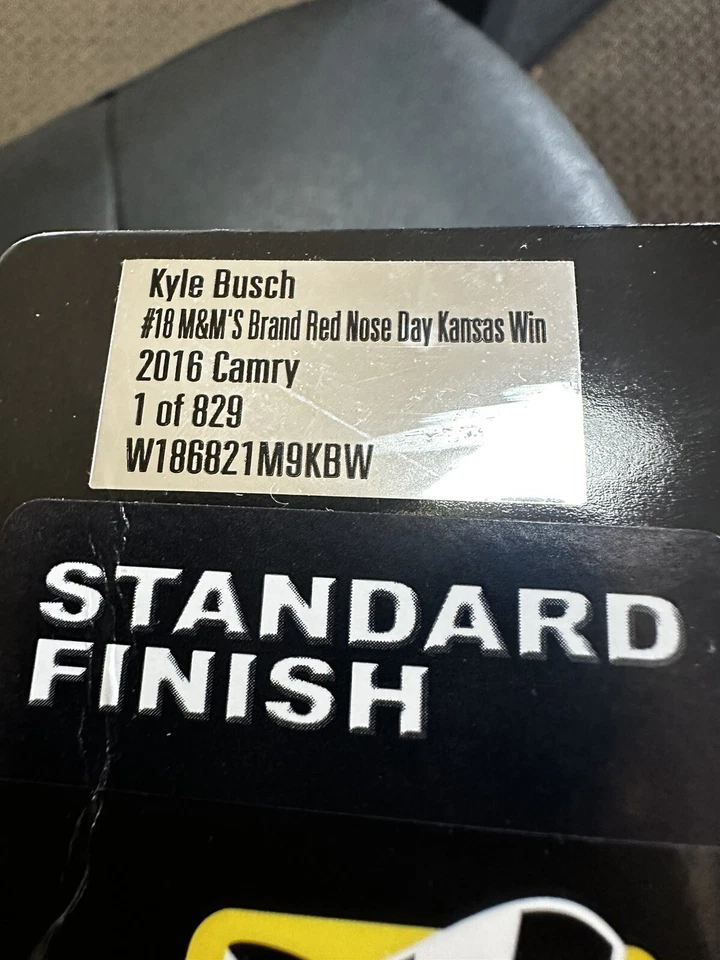 Kyle Busch
#18 M&M'S Brand Red Nose Day Kansas Win
2016 Camry
1 of 829
W186821M9KBW
STANDARD
FINISH